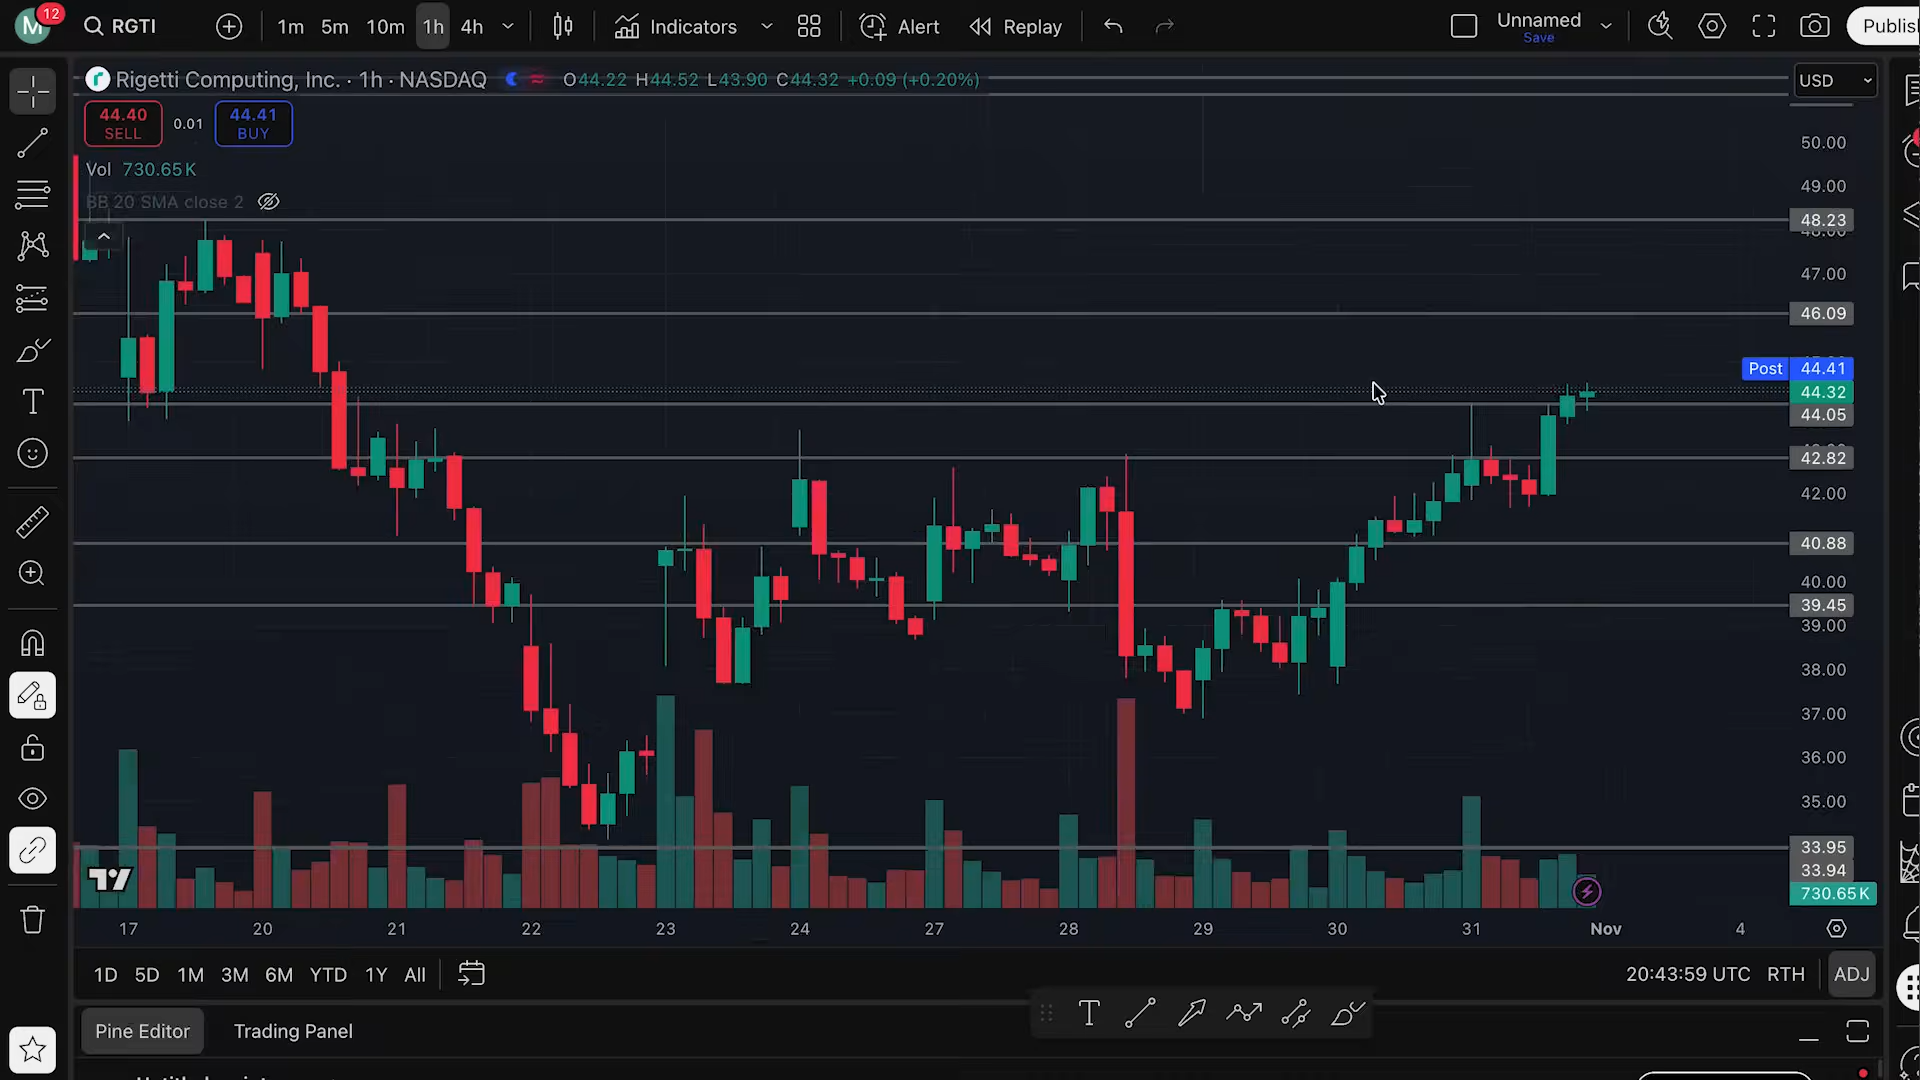 M 12 RGTI 1m 5m 10m 1h 4h Indicators Alert Replay Unnamed Publis
Save
Rigetti Computing, Inc. · 1h · NASDAQ O44.22 H44.52 L43.90 C44.32 +0.09 (+0.20%) USD
44.40 0.01 44.41
SELL BUY
Vol 730.65K
BB 20 SMA close 2
50.00
49.00
48.23
48.00
47.00
46.09
Post 44.41
44.32
44.05
42.82
42.00
40.88
40.00
39.45
39.00
38.00
37.00
36.00
35.00
33.95
33.94
730.65K
17 20 21 22 23 24 27 28 29 30 31 Nov 4
1D 5D 1M 3M 6M YTD 1Y All 20:43:59 UTC RTH ADJ
Pine Editor Trading Panel